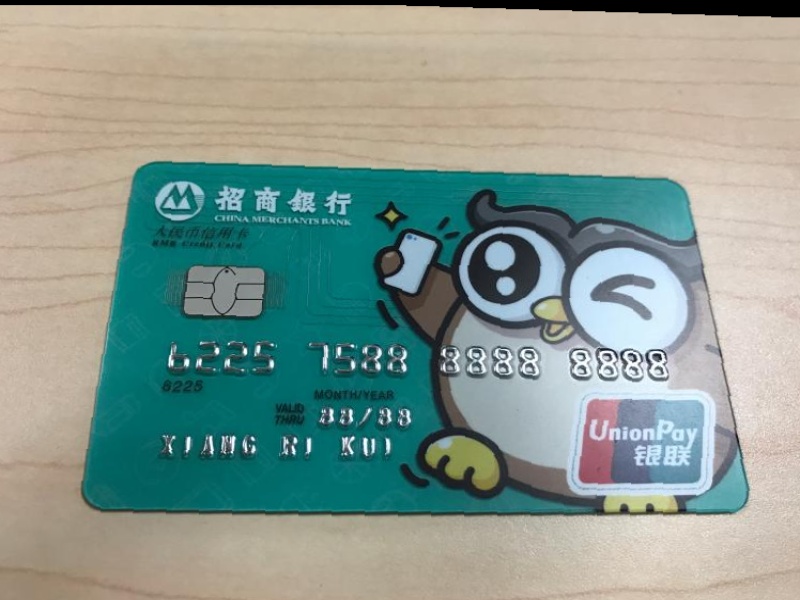 招商银行
CHINA MERCHANTS BANK
人民币信用卡
RMB Credit Card
6225 7588 8888 8888
6225
MONTH/YEAR
VALID THRU 88/88
XIANG RI KUI
UnionPay
银联